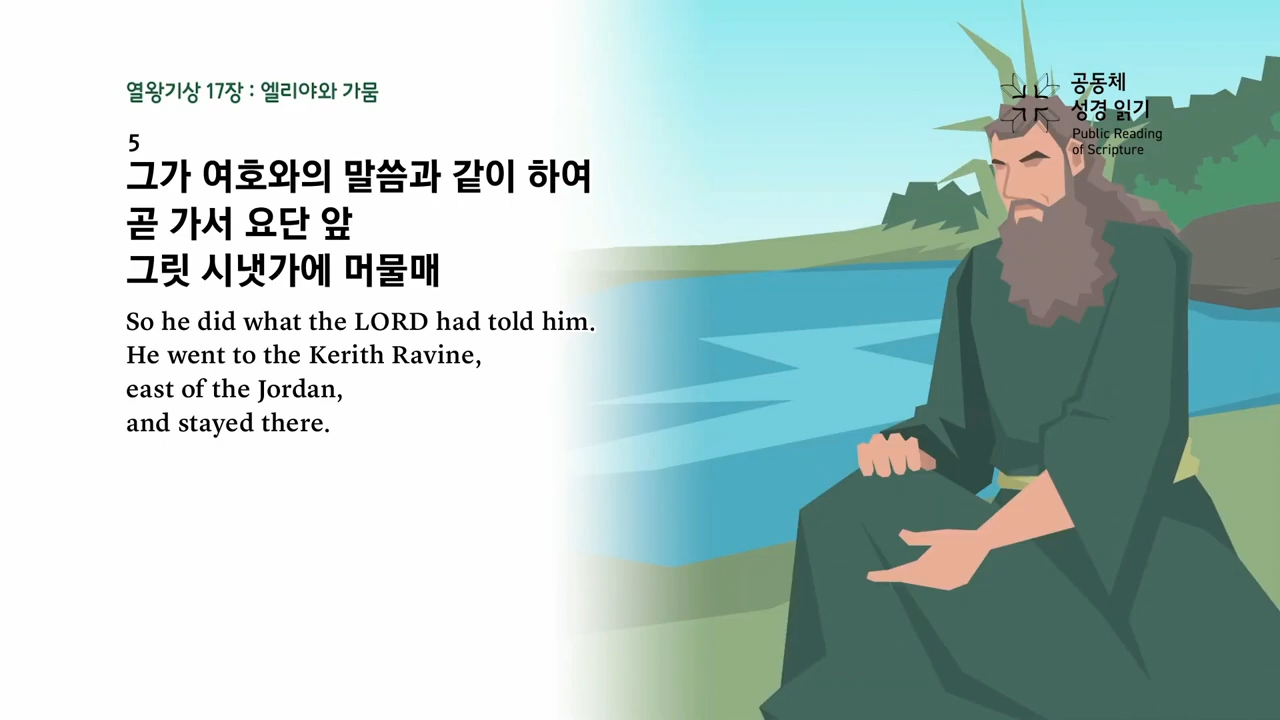 열왕기상 17장 : 엘리야와 가뭄
5
그가 여호와의 말씀과 같이 하여
곧 가서 요단 앞
그릿 시냇가에 머물매
So he did what the LORD had told him.
He went to the Kerith Ravine,
east of the Jordan,
and stayed there.
공동체
성경 읽기
Public Reading
of Scripture